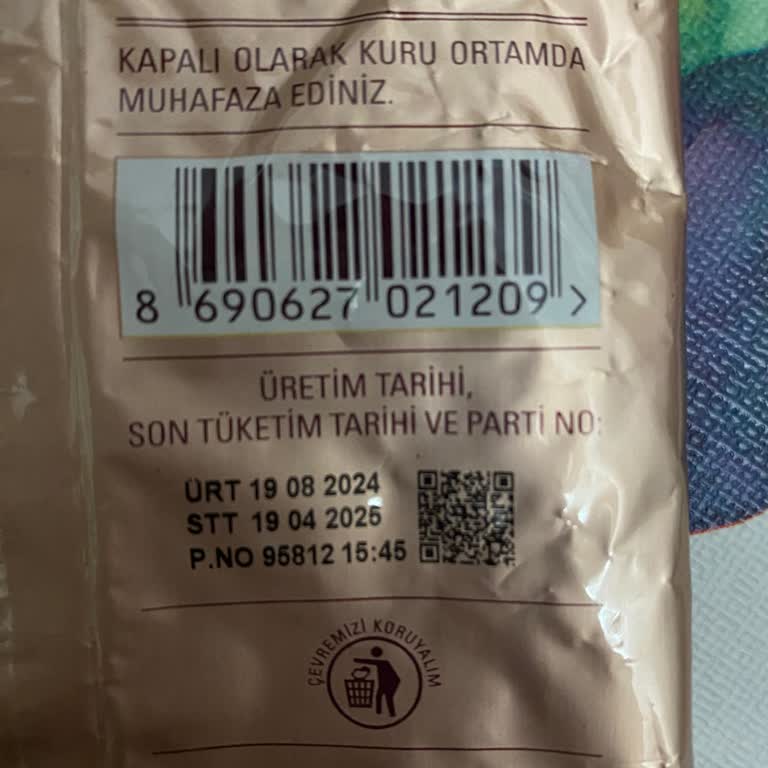 KAPALI OLARAK KURU ORTAMDA
MUHAFAZA EDİNİZ.
8 690627 021209 >
ÜRETİM TARİHİ,
SON TÜKETİM TARİHİ VE PARTİ NO:
ÜRT 19 08 2024
STT 19 04 2025
P.NO 95812 15:45
ÇEVREMİZİ KORUYALIM